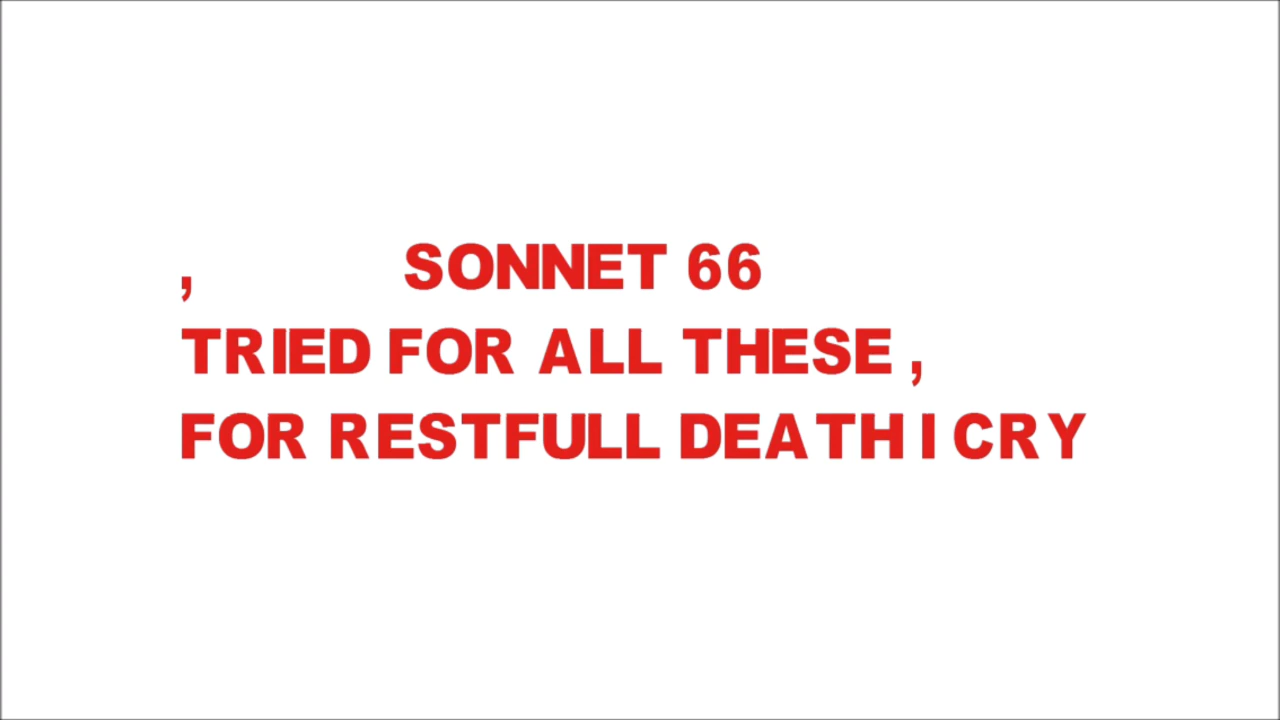 , SONNET 66
TRIED FOR ALL THESE ,
FOR RESTFULL DEATH I CRY